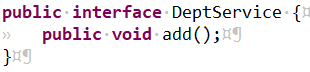 public interface DeptService {
    public void add();
}